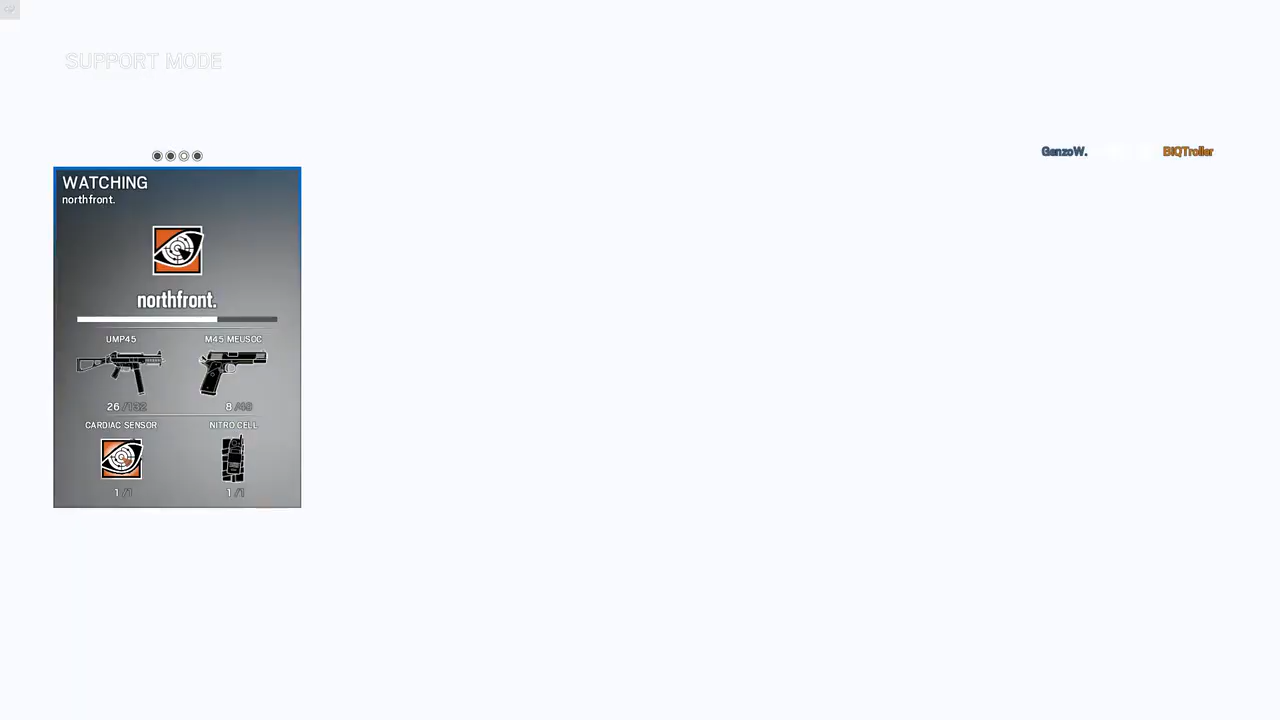 SUPPORT MODE
GenzoW. BIQTroller
WATCHING
northfront.
northfront.
UMP45 M45 MEUSOC
26 /132 8 /49
CARDIAC SENSOR NITRO CELL
1 /1 1 /1